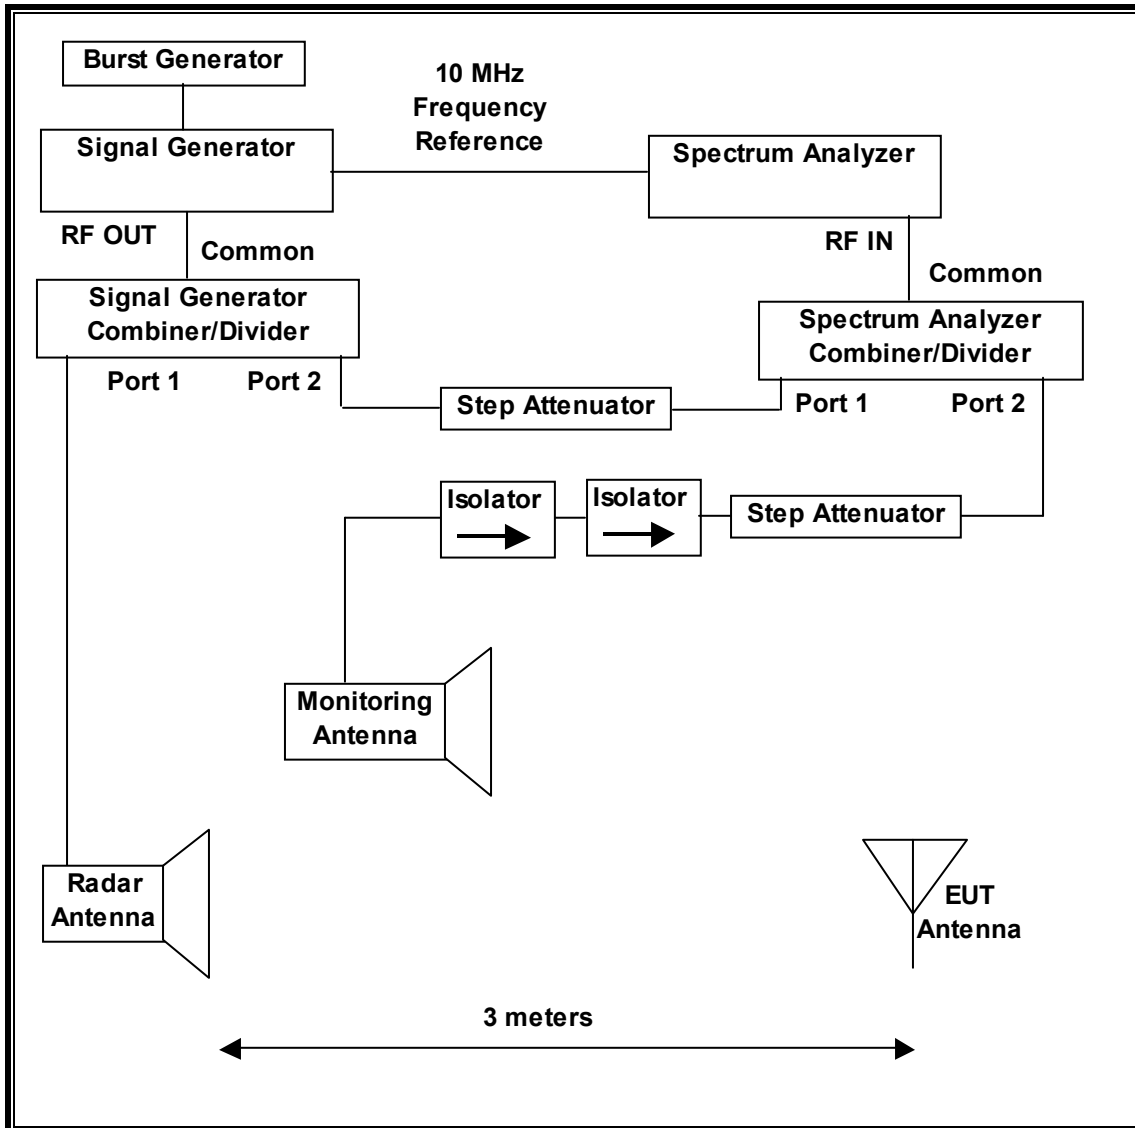 Burst Generator
10 MHz
Frequency
Reference
Signal Generator
Spectrum Analyzer
RF OUT
Common
RF IN
Common
Signal Generator
Combiner/Divider
Spectrum Analyzer
Combiner/Divider
Port 1
Port 2
Step Attenuator
Port 1
Port 2
Isolator
Isolator
Step Attenuator
Monitoring
Antenna
Radar
Antenna
EUT
Antenna
3 meters